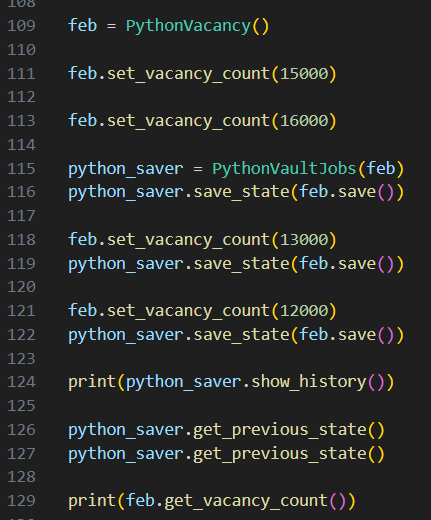 108
109 feb = PythonVacancy()
110
111 feb.set_vacancy_count(15000)
112
113 feb.set_vacancy_count(16000)
114
115 python_saver = PythonVaultJobs(feb)
116 python_saver.save_state(feb.save())
117
118 feb.set_vacancy_count(13000)
119 python_saver.save_state(feb.save())
120
121 feb.set_vacancy_count(12000)
122 python_saver.save_state(feb.save())
123
124 print(python_saver.show_history())
125
126 python_saver.get_previous_state()
127 python_saver.get_previous_state()
128
129 print(feb.get_vacancy_count())